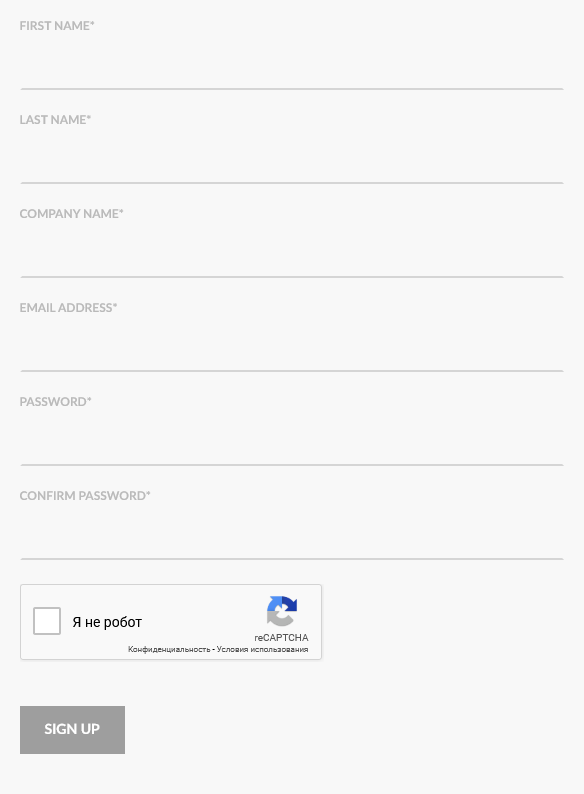 FIRST NAME*
LAST NAME*
COMPANY NAME*
EMAIL ADDRESS*
PASSWORD*
CONFIRM PASSWORD*
Я не робот
reCAPTCHA
Конфиденциальность - Условия использования
SIGN UP